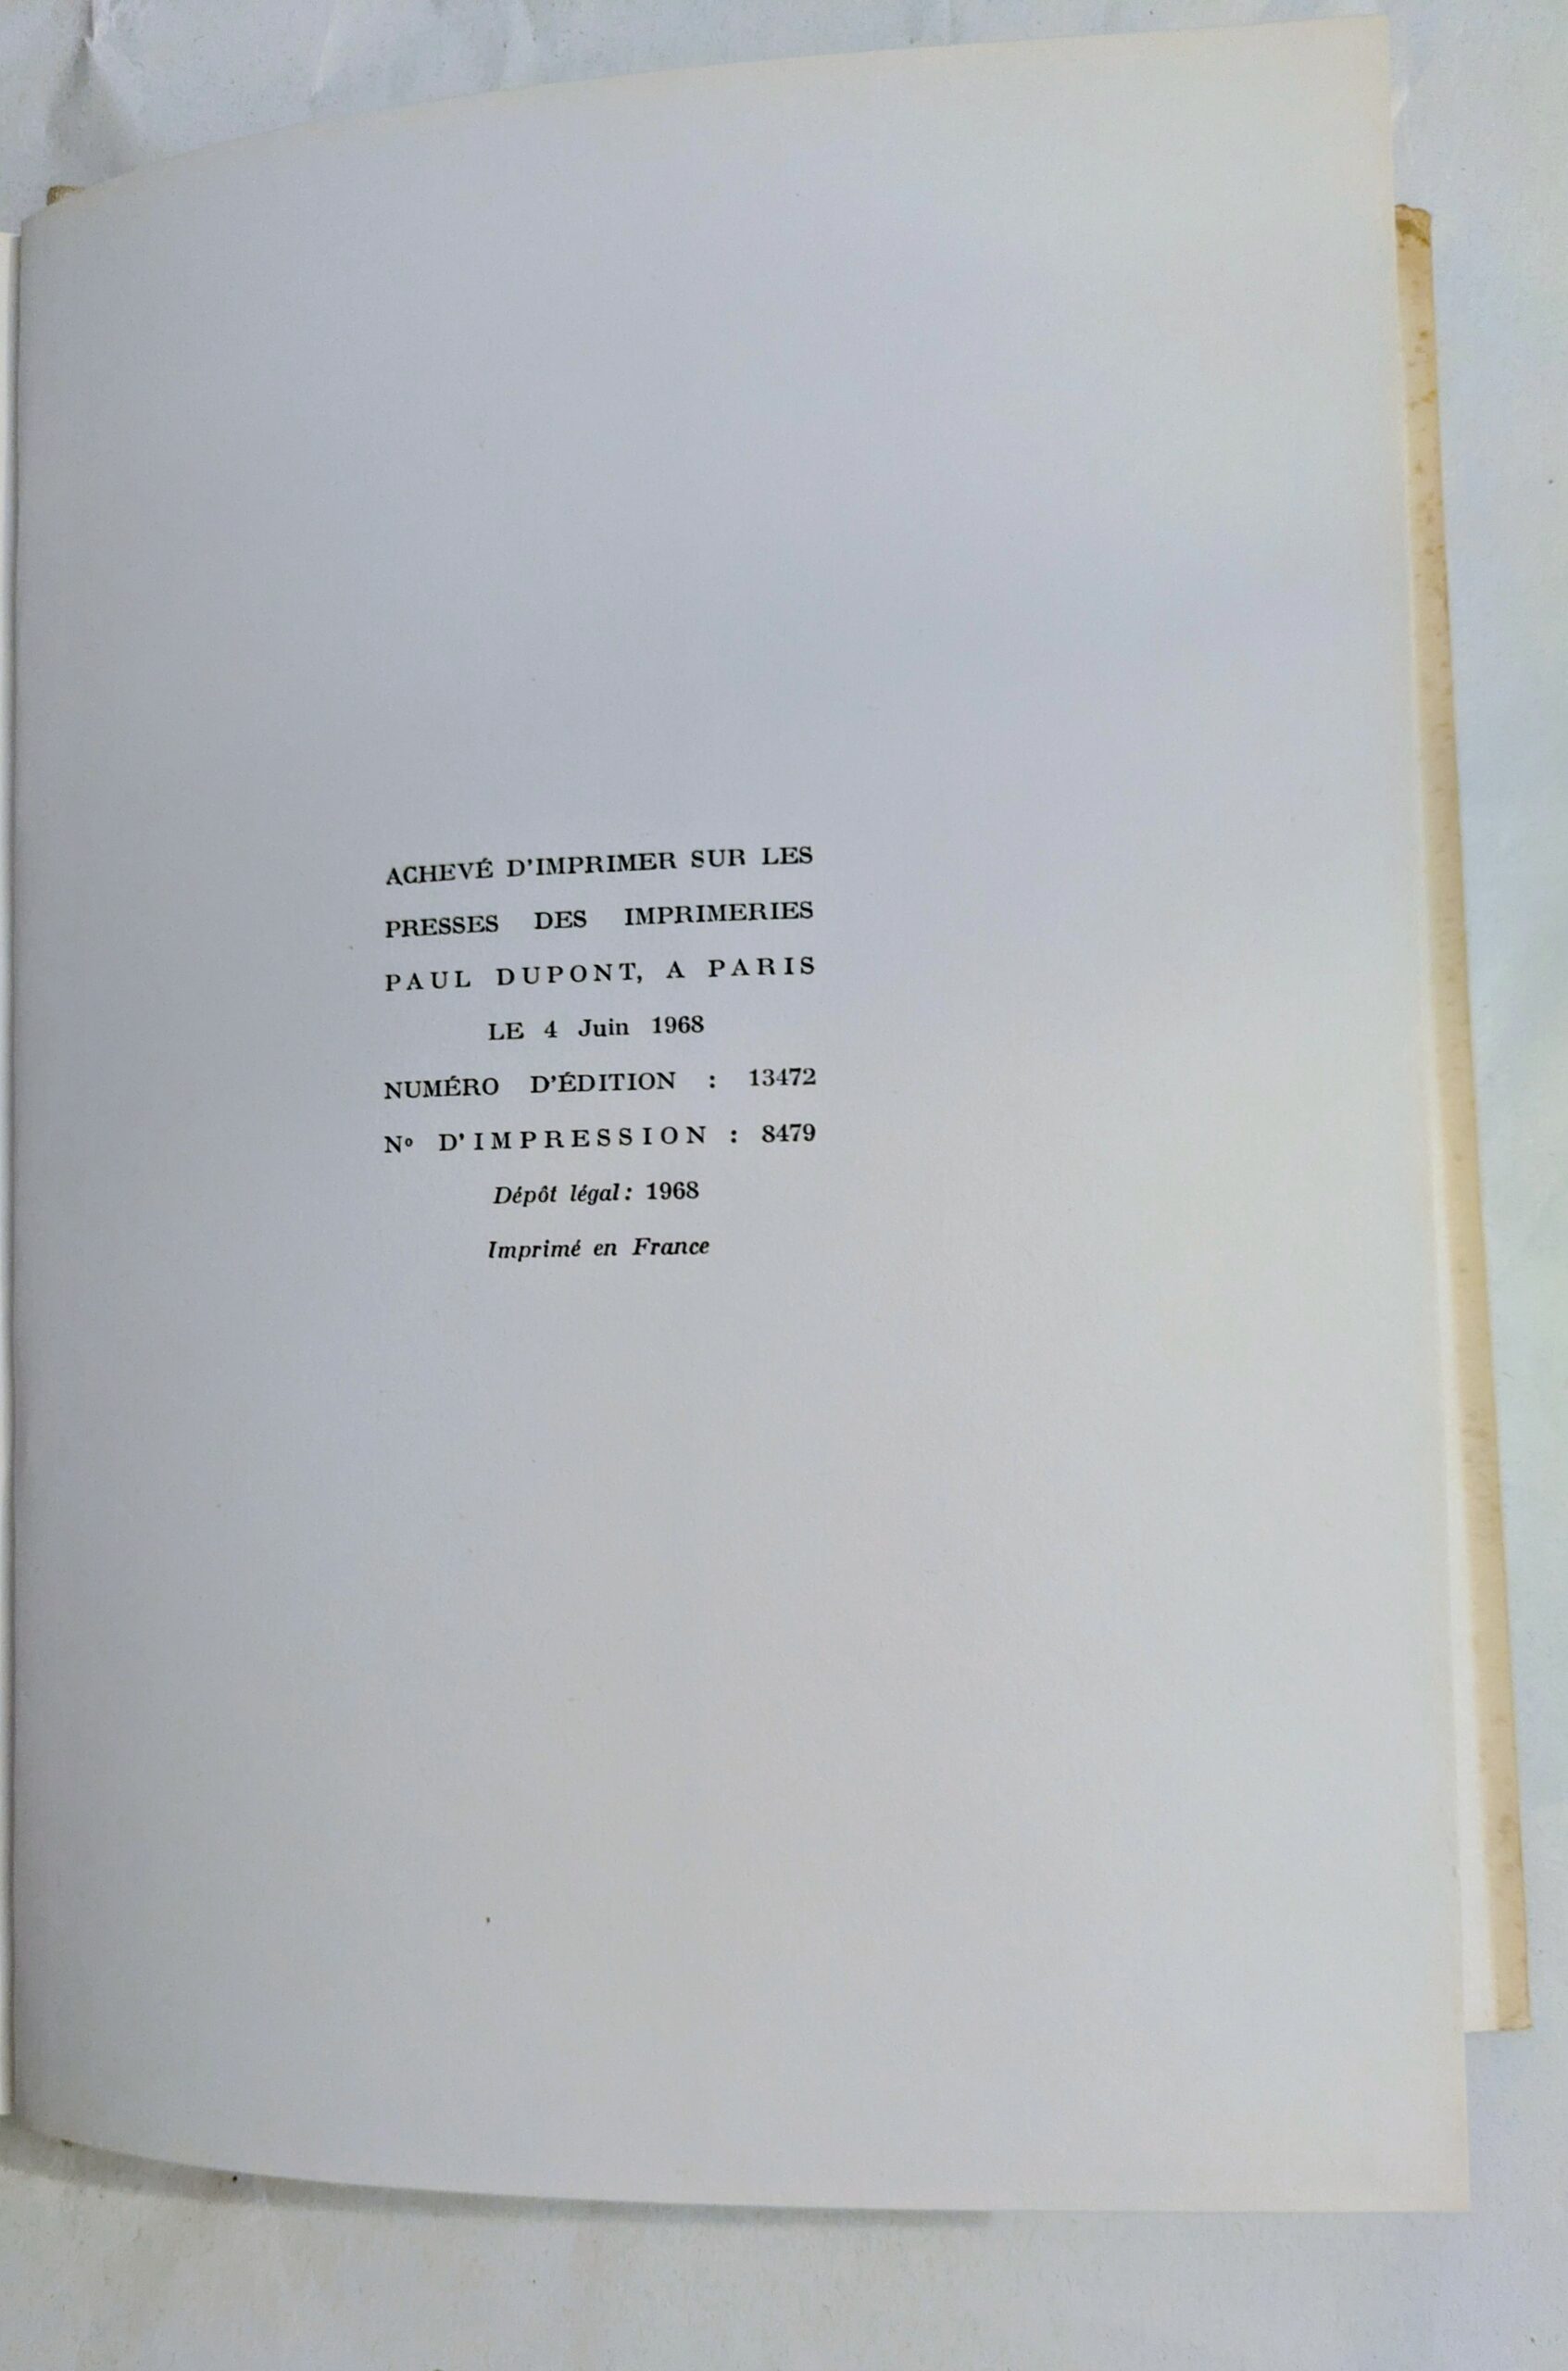 ACHEVÉ D'IMPRIMER SUR LES
PRESSES DES IMPRIMERIES
PAUL DUPONT, A PARIS
LE 4 Juin 1968
NUMÉRO D'ÉDITION : 13472
Nº D'IMPRESSION : 8479
Dépôt légal : 1968
Imprimé en France